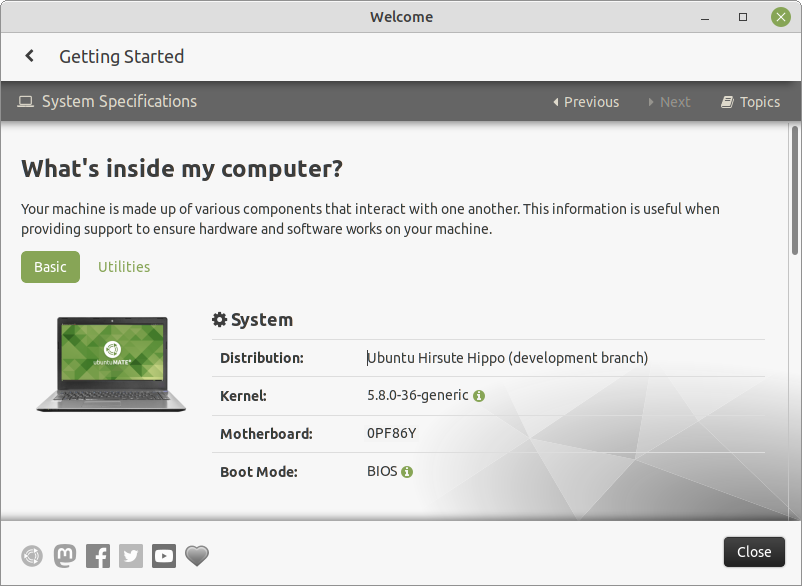 Welcome
Getting Started
System Specifications
Previous
Next
Topics
What's inside my computer?
Your machine is made up of various components that interact with one another. This information is useful when
providing support to ensure hardware and software works on your machine.
Basic
Utilities
ubuntuMATE
System
Distribution: Ubuntu Hirsute Hippo (development branch)
Kernel: 5.8.0-36-generic
Motherboard: 0PF86Y
Boot Mode: BIOS
Close